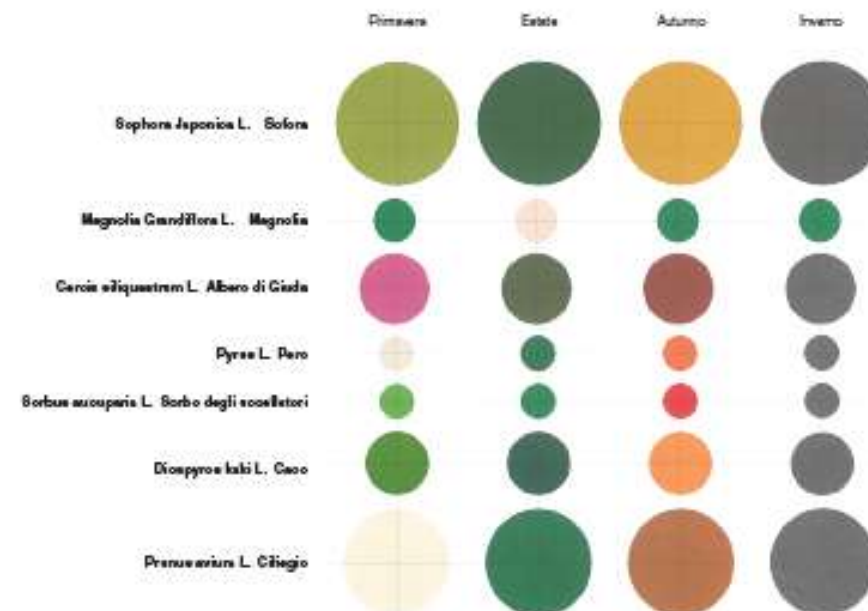 Primavera Estate Autunno Inverno
Sophora Japonica L. Sofora
Magnolia Grandiflora L. Magnolia
Cercis siliquastrum L. Albero di Giuda
Pyrus L. Pero
Sorbus aucuparia L. Sorbo degli uccellatori
Diospyros kaki L. Caco
Prunus avium L. Ciliegio